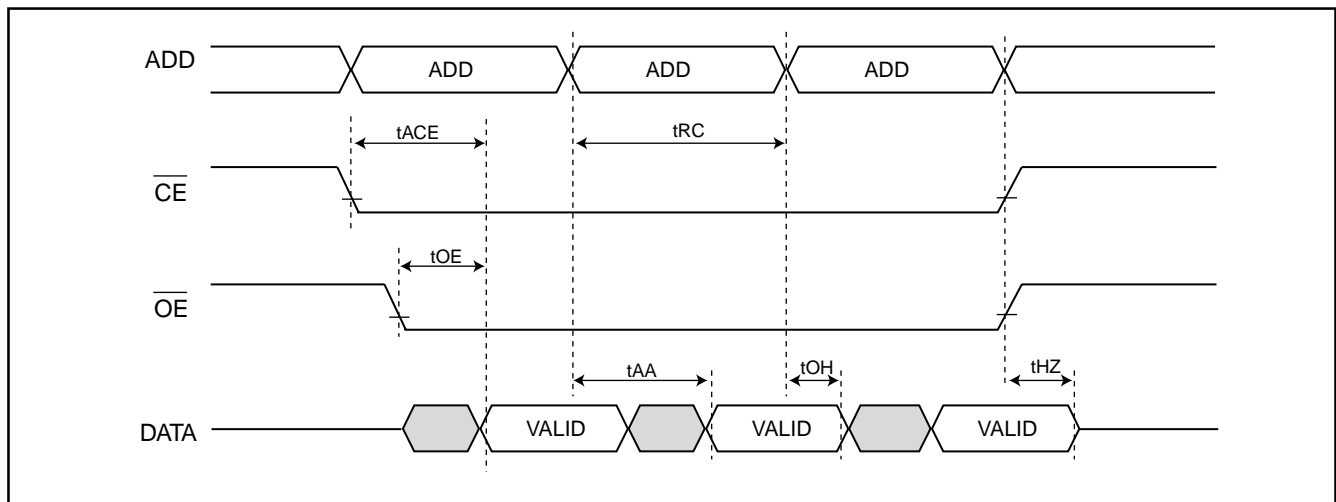 ADD ADD ADD ADD
tACE tRC
CE
tOE
OE
tAA tOH tHZ
DATA VALID VALID VALID